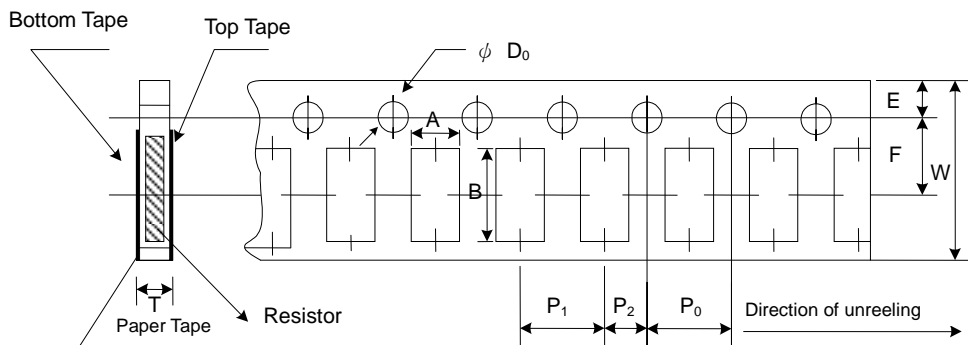 Bottom Tape
Top Tape
ϕ D₀
A
E
F
W
B
T
Paper Tape
Resistor
P₁
P₂
P₀
Direction of unreeling